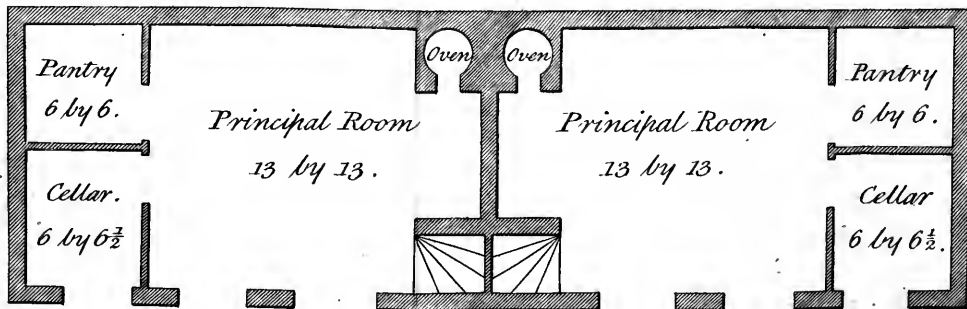 Pantry
6 by 6.
Cellar.
6 by 6½
Principal Room
13 by 13.
Oven
Oven
Principal Room
13 by 13.
Pantry
6 by 6.
Cellar
6 by 6½.